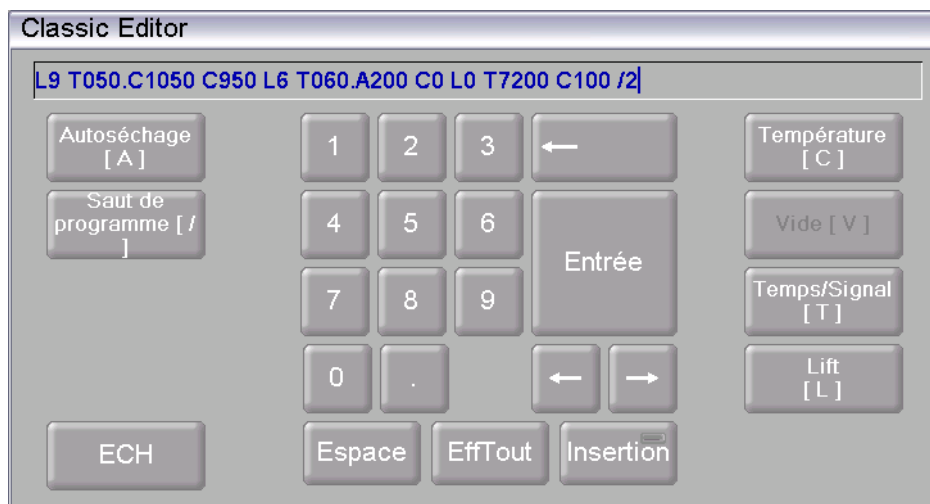 Classic Editor
L9 T050.C1050 C950 L6 T060.A200 C0 L0 T7200 C100 /2
Autoséchage
[ A ]
1
2
3
←
Température
[ C ]
Saut de
programme [ /
]
4
5
6
Entrée
Vide [ V ]
7
8
9
Temps/Signal
[ T ]
0
.
←
→
Lift
[ L ]
ECH
Espace
EffTout
Insertion